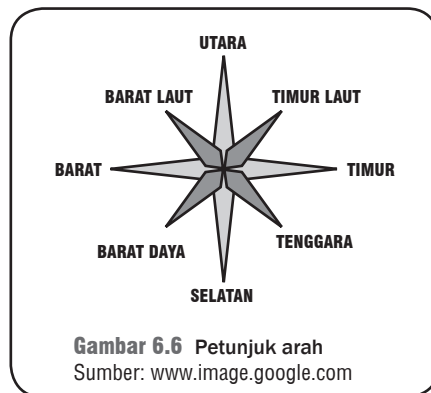 UTARA
BARAT LAUT
TIMUR LAUT
BARAT
TIMUR
BARAT DAYA
TENGGARA
SELATAN
Gambar 6.6 Petunjuk arah
Sumber: www.image.google.com